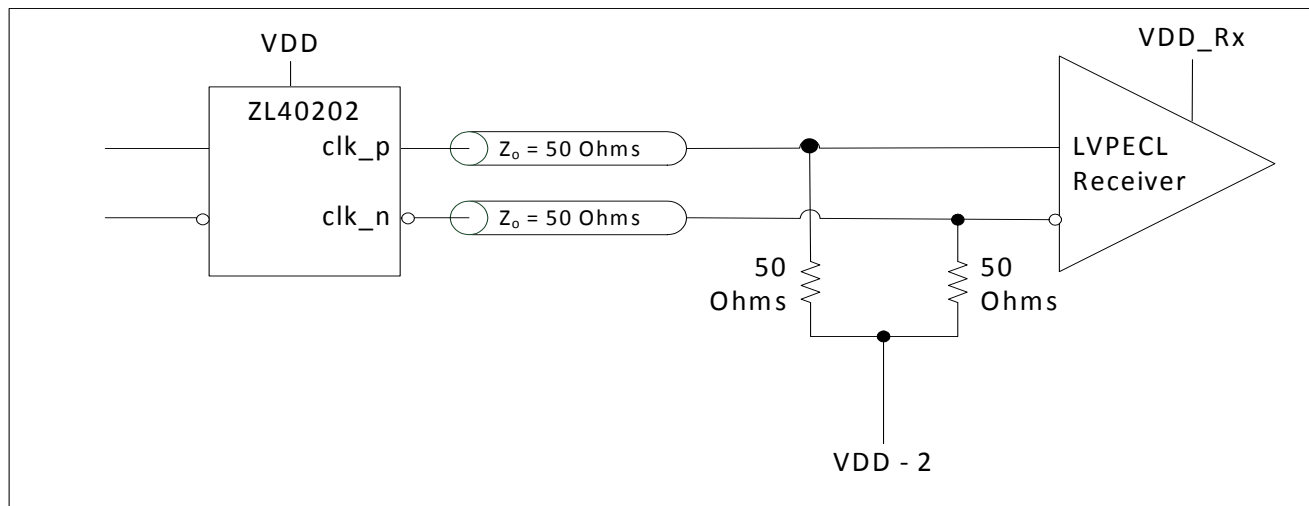 VDD
VDD_Rx
ZL40202
clk_p
Zo = 50 Ohms
LVPECL
Receiver
clk_n
Zo = 50 Ohms
50
Ohms
50
Ohms
VDD - 2